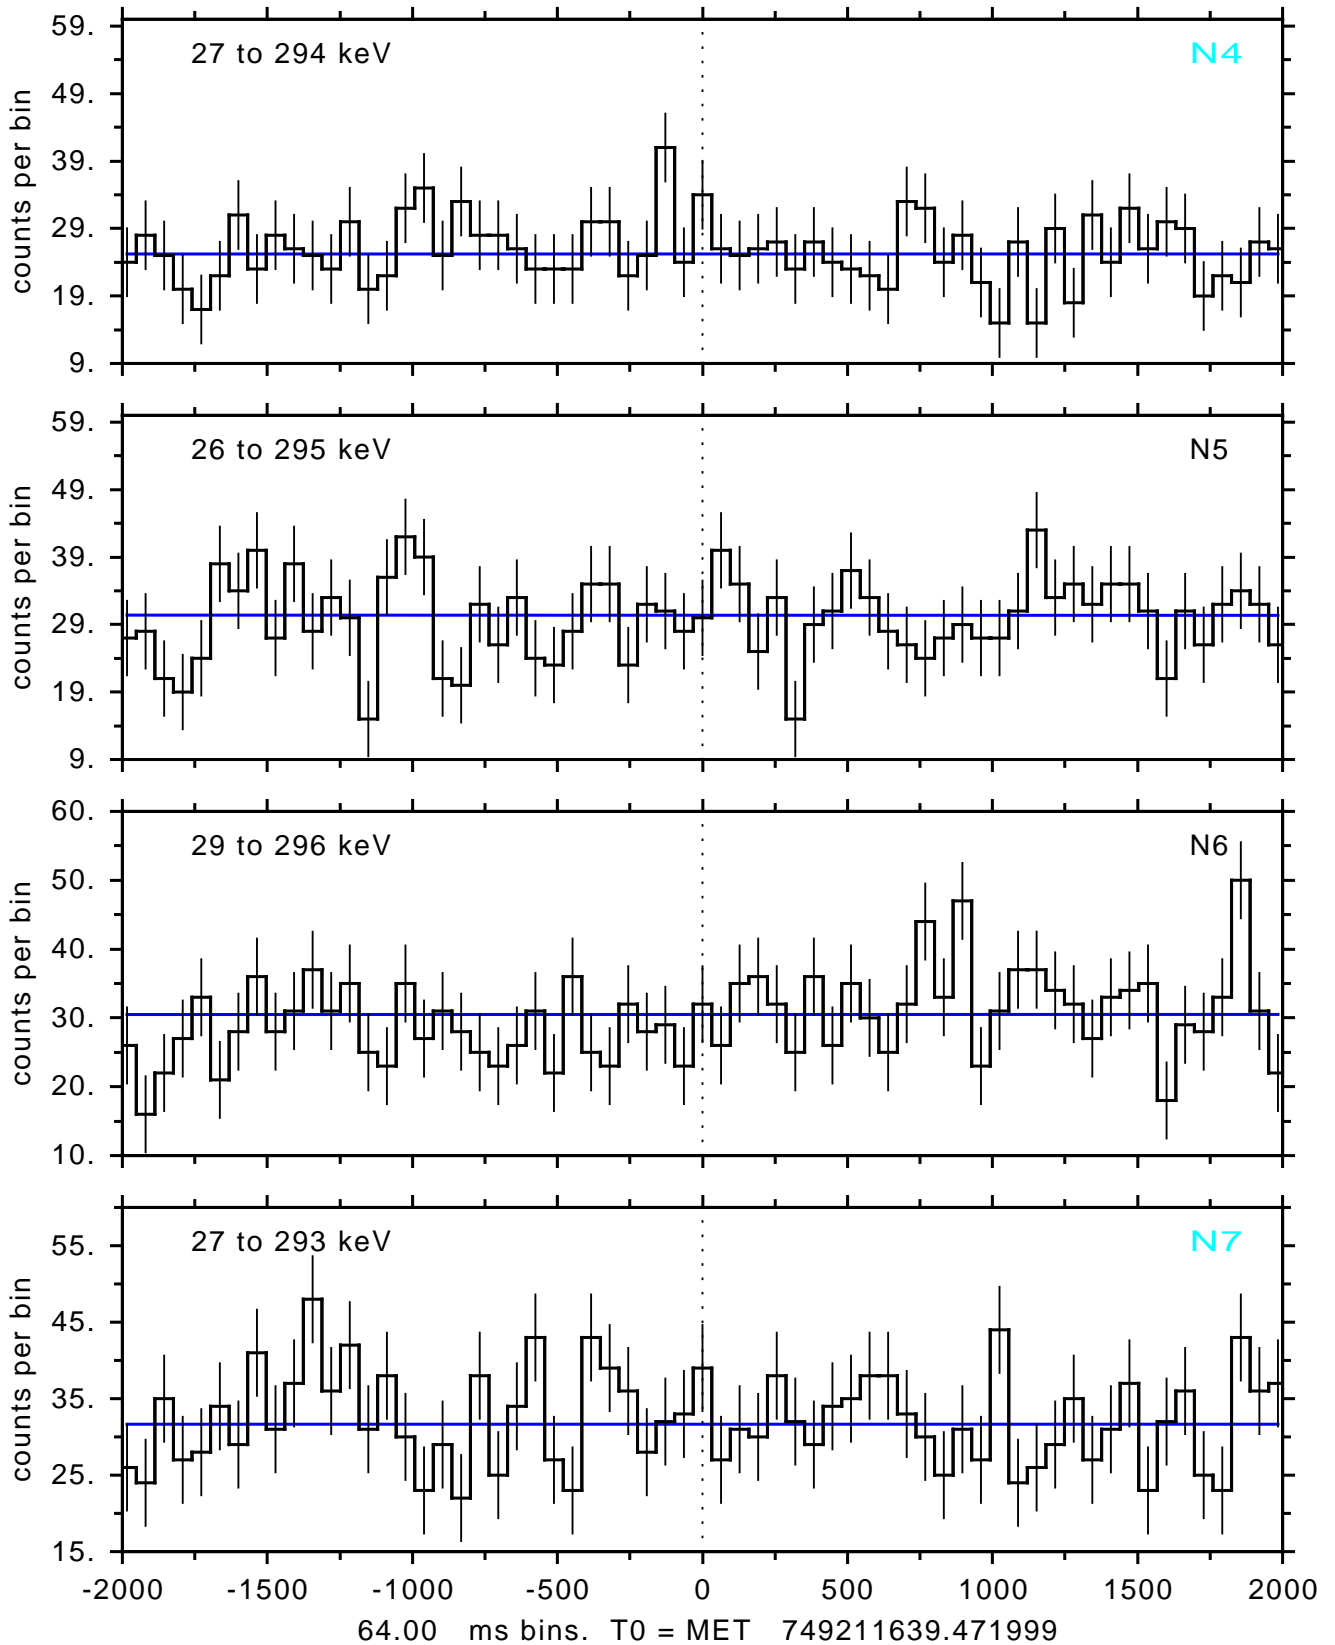 59.
27 to 294 keV N4
49.
39.
29.
19.
9.
counts per bin
59.
26 to 295 keV N5
49.
39.
29.
19.
9.
counts per bin
60.
29 to 296 keV N6
50.
40.
30.
20.
10.
counts per bin
27 to 293 keV N7
55.
45.
35.
25.
15.
counts per bin
-2000 -1500 -1000 -500 0 500 1000 1500 2000
64.00 ms bins. T0 = MET 749211639.471999